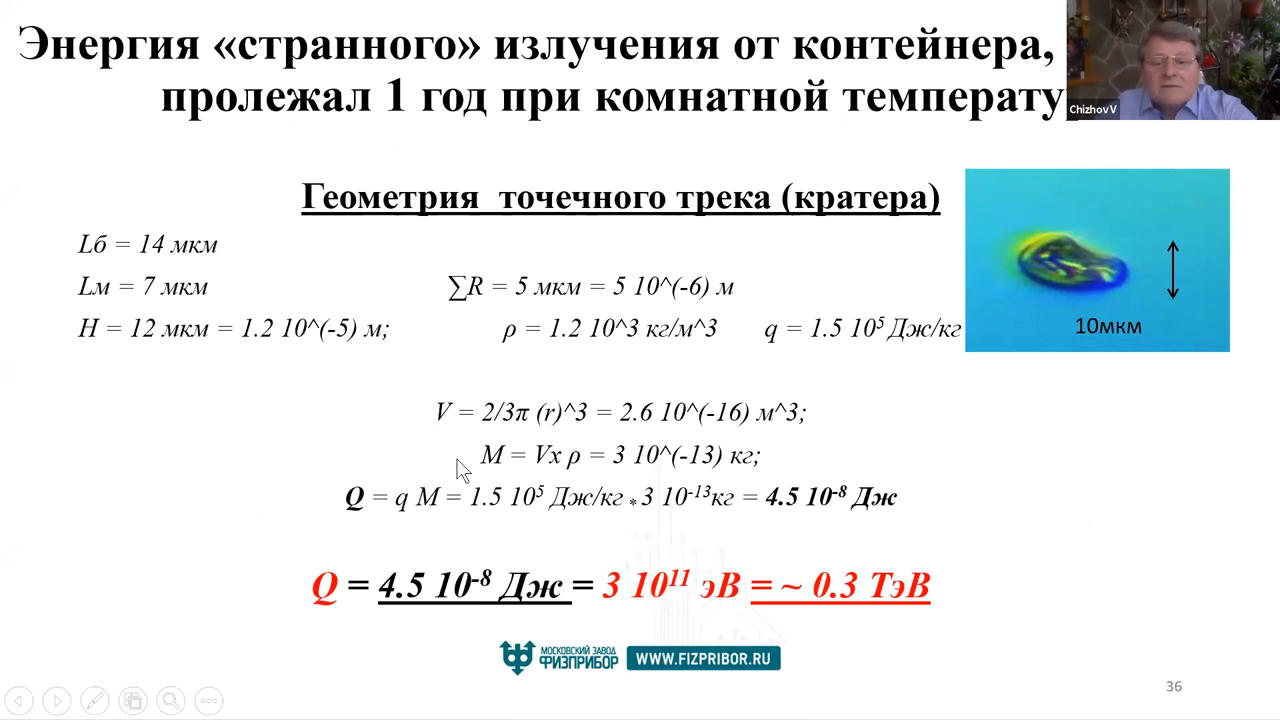 Энергия «странного» излучения от контейнера,
пролежал 1 год при комнатной температу
Chizhov V
Геометрия точечного трека (кратера)
Lб = 14 мкм
Lм = 7 мкм ∑R = 5 мкм = 5 10^(-6) м
H = 12 мкм = 1.2 10^(-5) м; ρ = 1.2 10^3 кг/м^3 q = 1.5 10⁵ Дж/кг
10мкм
V = 2/3π (r)^3 = 2.6 10^(-16) м^3;
M = Vx ρ = 3 10^(-13) кг;
Q = q M = 1.5 10⁵ Дж/кг * 3 10⁻¹³кг = 4.5 10⁻⁸ Дж
Q = 4.5 10⁻⁸ Дж = 3 10¹¹ эВ = ~ 0.3 ТэВ
МОСКОВСКИЙ ЗАВОД
ФИЗПРИБОР WWW.FIZPRIBOR.RU
36